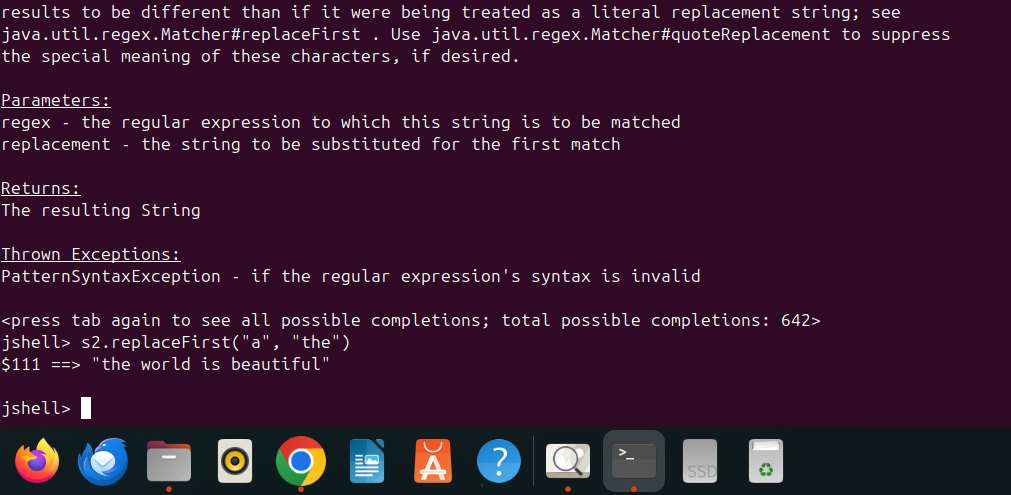 results to be different than if it were being treated as a literal replacement string; see
java.util.regex.Matcher#replaceFirst . Use java.util.regex.Matcher#quoteReplacement to suppress
the special meaning of these characters, if desired.
Parameters:
regex - the regular expression to which this string is to be matched
replacement - the string to be substituted for the first match
Returns:
The resulting String
Thrown Exceptions:
PatternSyntaxException - if the regular expression's syntax is invalid
<press tab again to see all possible completions; total possible completions: 642>
jshell> s2.replaceFirst("a", "the")
$111 ==> "the world is beautiful"
jshell>
>_
?
SSD